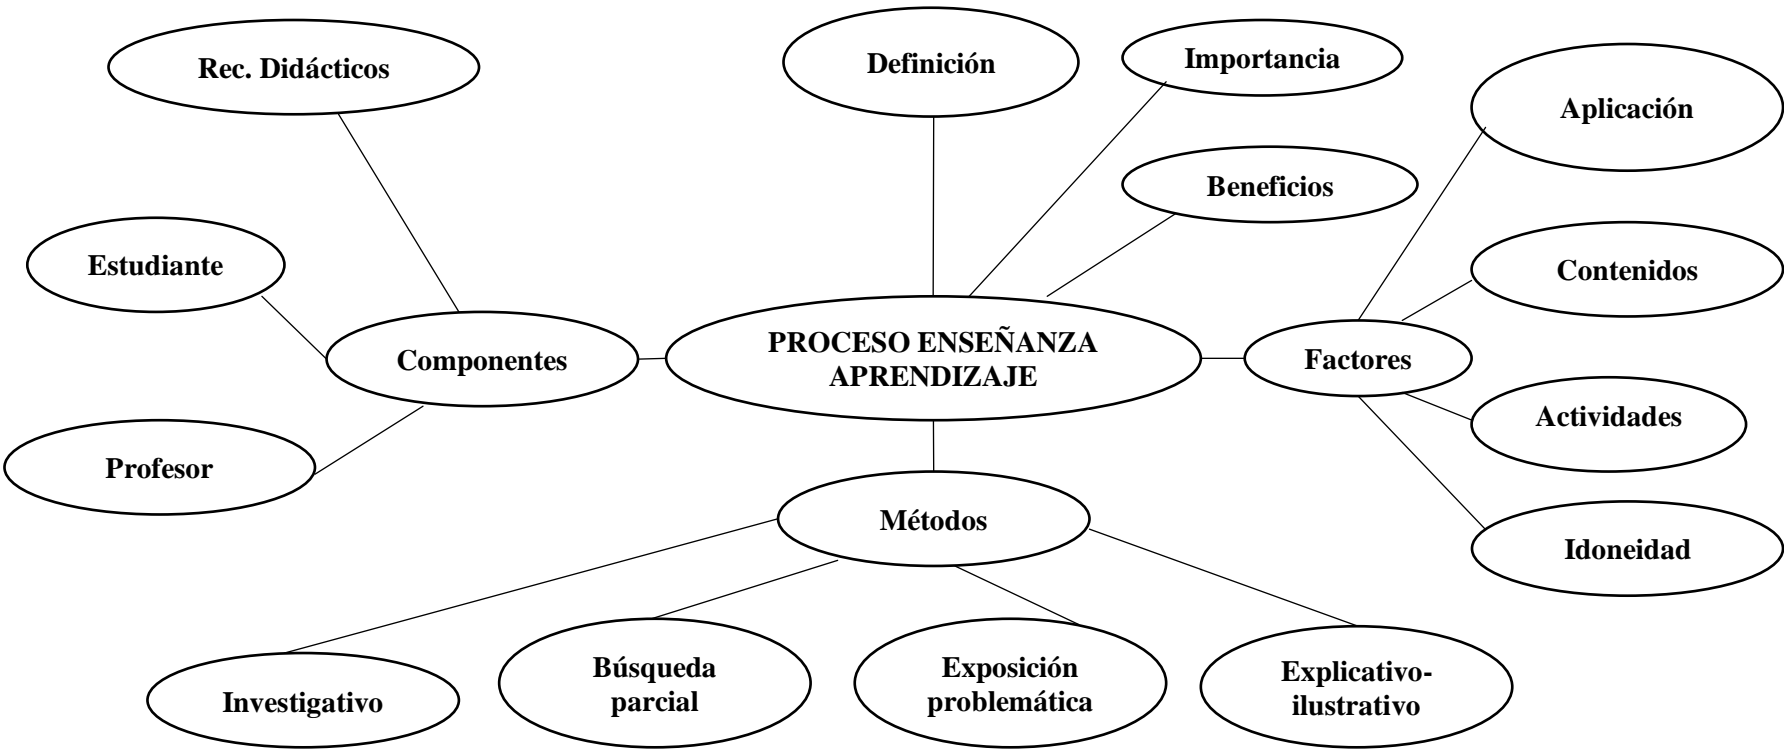 Rec. Didácticos
Definición
Importancia
Aplicación
Beneficios
Estudiante
Contenidos
Componentes
PROCESO ENSEÑANZA
APRENDIZAJE
Factores
Actividades
Profesor
Métodos
Idoneidad
Investigativo
Búsqueda
parcial
Exposición
problemática
Explicativo-
ilustrativo